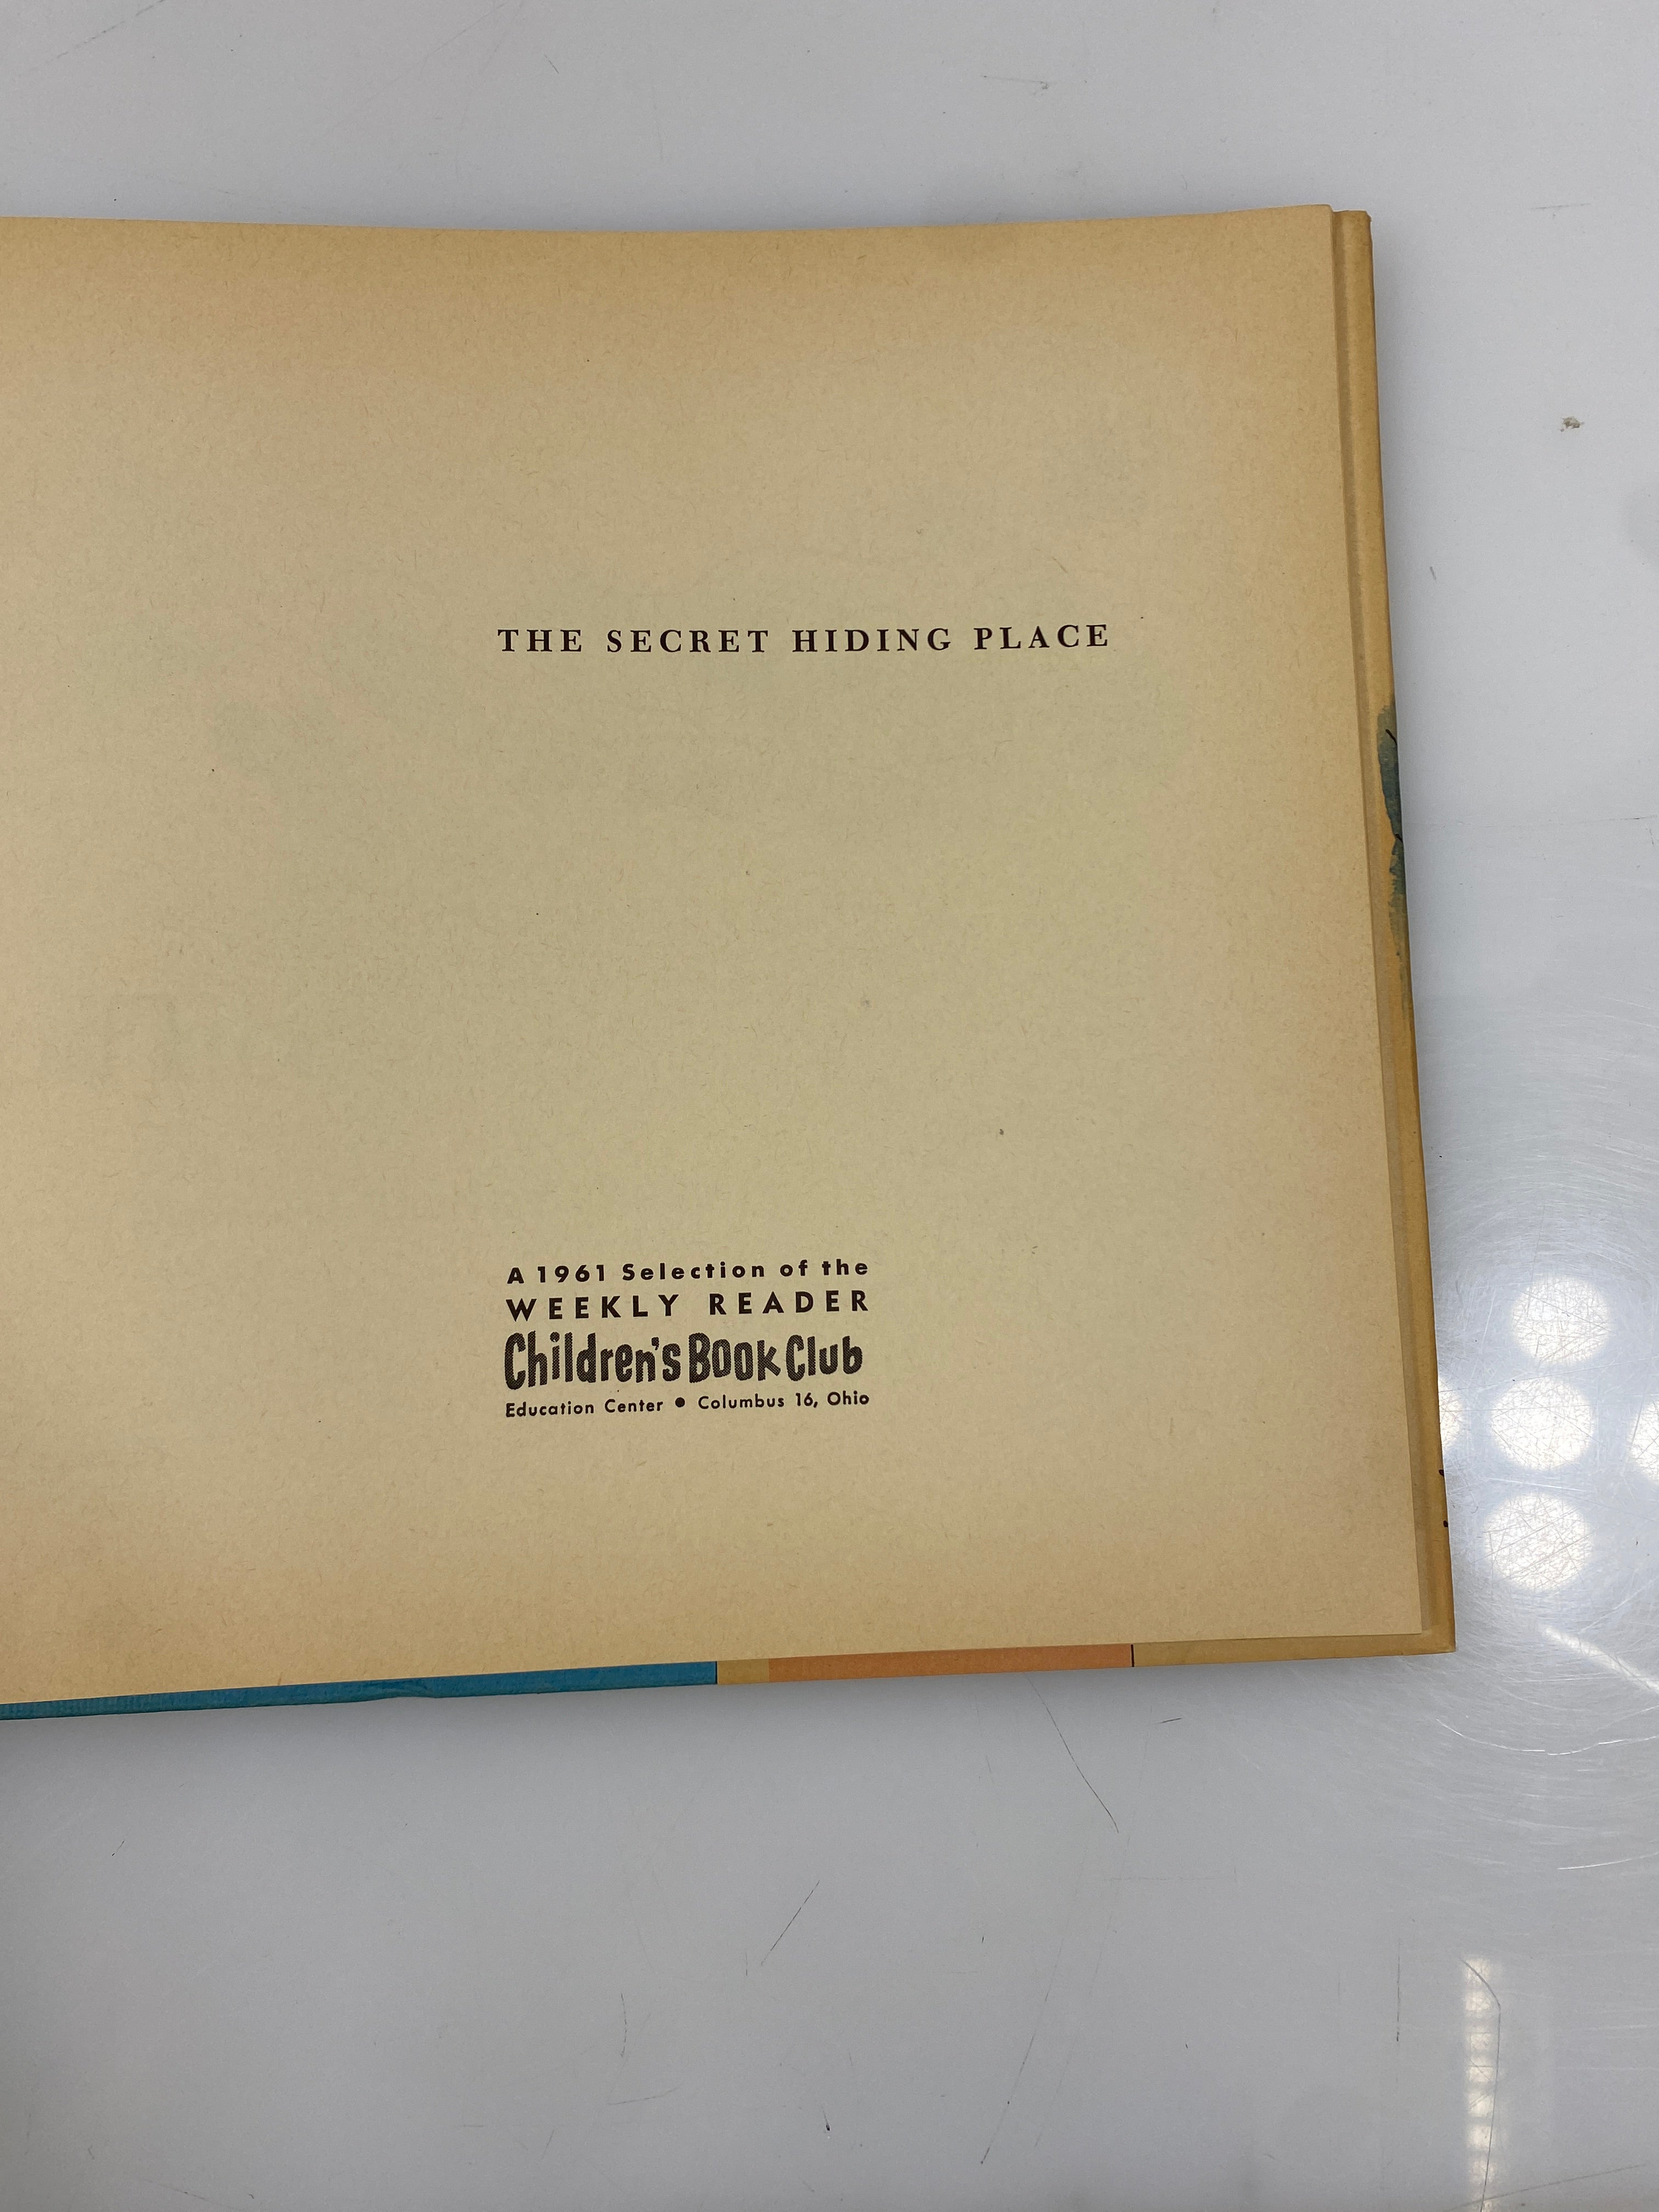 THE SECRET HIDING PLACE
A 1961 Selection of the
WEEKLY READER
Children's Book Club
Education Center • Columbus 16, Ohio